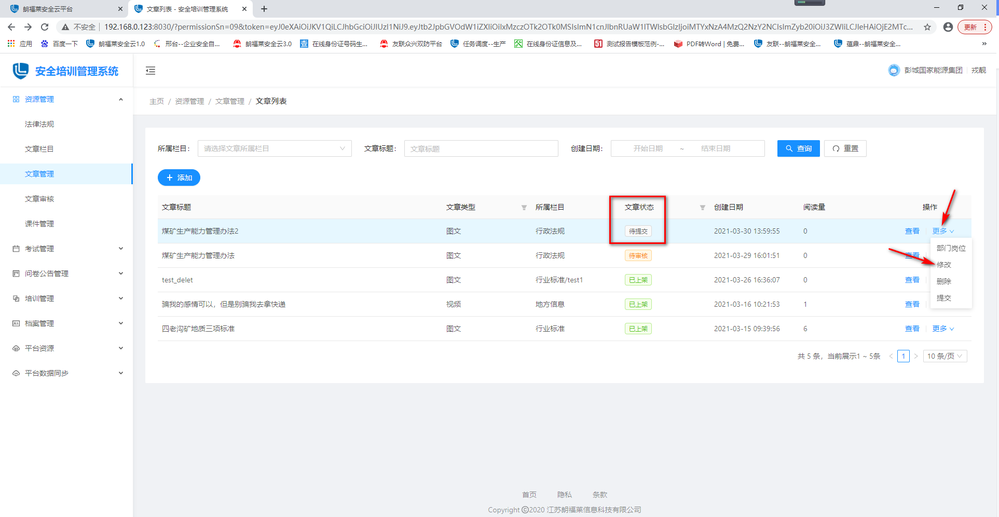 朗福莱安全云平台
文章列表 - 安全培训管理系统
不安全
192.168.0.123:8030/?permissionSn=09&token=eyJ0eXAiOiJKV1QiLCJhbGciOiJIUzI1NiJ9.eyJtb2JpbGVOdW1iZXIiOiIxMzczOTk2OTk0MSIsImN1cnJlbnRUaW1lTWlsbGlzIjoiMTYxNzA4MzQ2NzY2NCIsImZyb20iOiJ3ZWIiLCJleHAiOjE2MTc...
更新
应用
百度一下
朗福莱安全云1.0
邢台--企业安全自...
朗福莱安全云3.0
在线身份证号码生...
友联众兴双防平台
任务调度--生产
在线身份证信息及...
测试报告模板范例-...
PDF转Word | 免费...
友联--朗福莱安全...
蕴鼎--朗福莱安全...
»
安全培训管理系统
彭城国家能源集团
戎靓
资源管理
法律法规
文章栏目
文章管理
文章审核
课件管理
考试管理
问卷公告管理
培训管理
档案管理
平台资源
平台数据同步
主页 / 资源管理 / 文章管理 / 文章列表
所属栏目： 请选择文章所属栏目
文章标题： 文章标题
创建日期： 开始日期 ~ 结束日期
查询
重置
+ 添加
文章标题 文章类型 所属栏目 文章状态 创建日期 阅读量 操作
煤矿生产能力管理办法2 图文 行政法规 待提交 2021-03-30 13:59:55 0 查看 更多
煤矿生产能力管理办法 图文 行政法规 待审核 2021-03-29 16:01:51 0 查看
test_delet 图文 行业标准/test1 已上架 2021-03-26 16:36:07 0 查看
骗我的感情可以，但是别骗我去拿快递 视频 地方信息 已上架 2021-03-16 10:21:53 1 查看
四老沟矿地质三项标准 图文 行业标准 已上架 2021-03-15 09:39:56 6 查看 更多
部门岗位
修改
删除
提交
共 5 条，当前展示1 ~ 5条 < 1 > 10 条/页
首页 隐私 条款
Copyright ©2020 江苏朗福莱信息科技有限公司